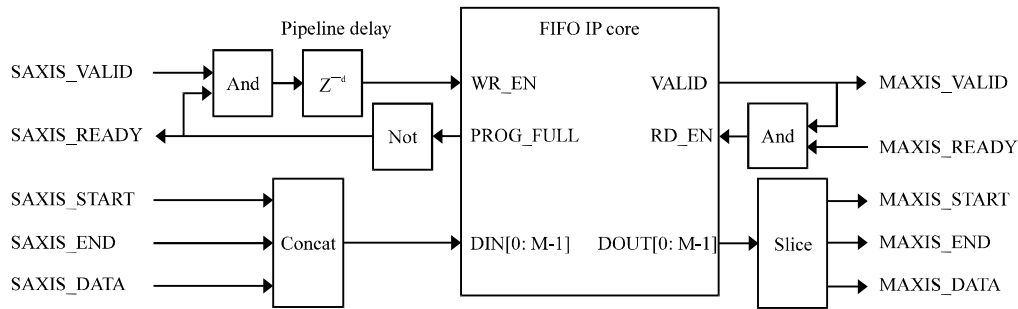 Pipeline delay
FIFO IP core
SAXIS_VALID
And
Z⁻ᵈ
WR_EN
VALID
MAXIS_VALID
SAXIS_READY
Not
PROG_FULL
RD_EN
And
MAXIS_READY
SAXIS_START
MAXIS_START
SAXIS_END
Concat
DIN[0: M-1]
DOUT[0: M-1]
Slice
MAXIS_END
SAXIS_DATA
MAXIS_DATA